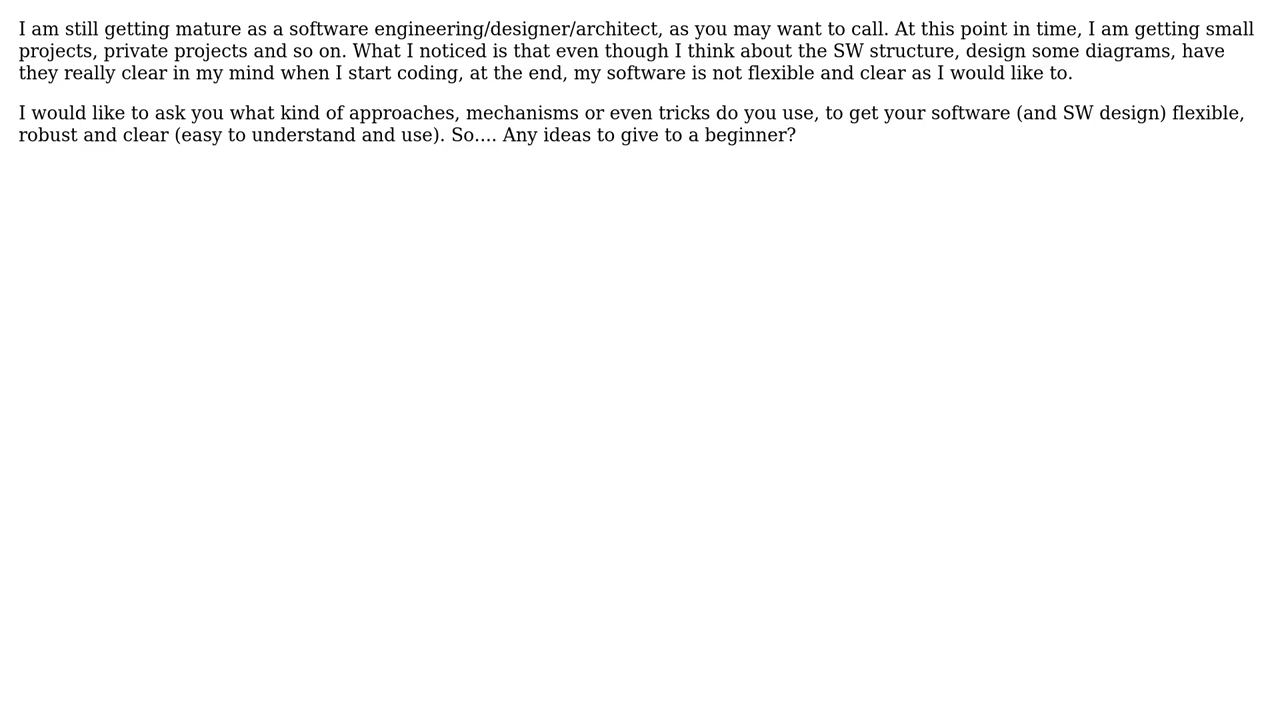 I am still getting mature as a software engineering/designer/architect, as you may want to call. At this point in time, I am getting small
projects, private projects and so on. What I noticed is that even though I think about the SW structure, design some diagrams, have
they really clear in my mind when I start coding, at the end, my software is not flexible and clear as I would like to.
I would like to ask you what kind of approaches, mechanisms or even tricks do you use, to get your software (and SW design) flexible,
robust and clear (easy to understand and use). So.... Any ideas to give to a beginner?